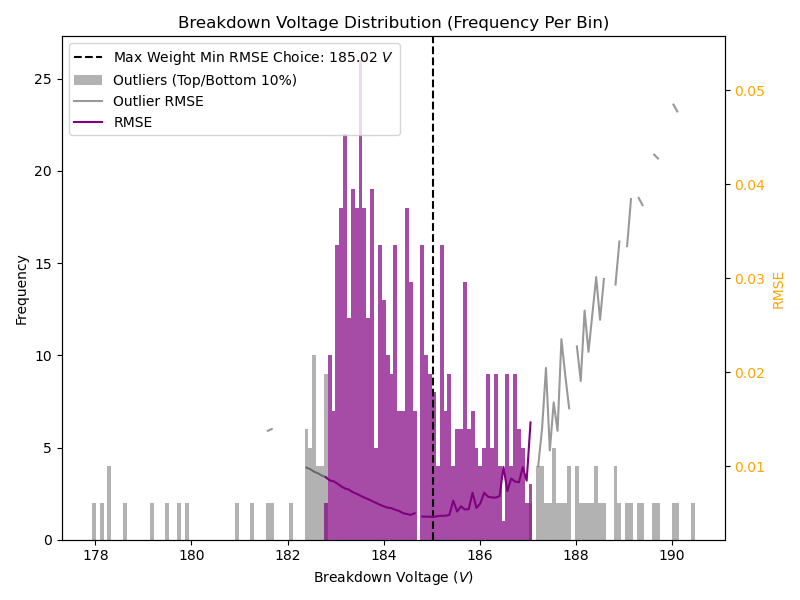 Breakdown Voltage Distribution (Frequency Per Bin)
Max Weight Min RMSE Choice: 185.02 V
Outliers (Top/Bottom 10%)
Outlier RMSE
RMSE
Frequency
25
20
15
10
5
0
0.05
0.04
0.03
0.02
0.01
RMSE
178 180 182 184 186 188 190
Breakdown Voltage (V)